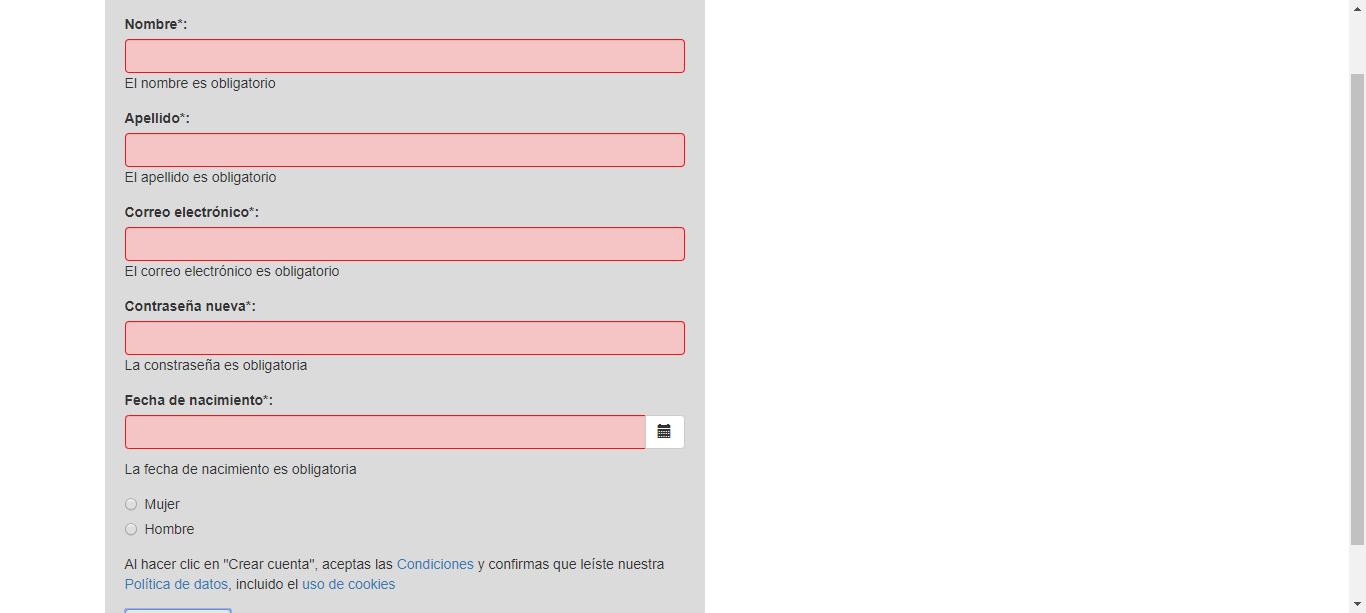 Nombre*:
El nombre es obligatorio
Apellido*:
El apellido es obligatorio
Correo electrónico*:
El correo electrónico es obligatorio
Contraseña nueva*:
La constraseña es obligatoria
Fecha de nacimiento*:
La fecha de nacimiento es obligatoria
Mujer
Hombre
Al hacer clic en "Crear cuenta", aceptas las Condiciones y confirmas que leíste nuestra
Política de datos, incluido el uso de cookies